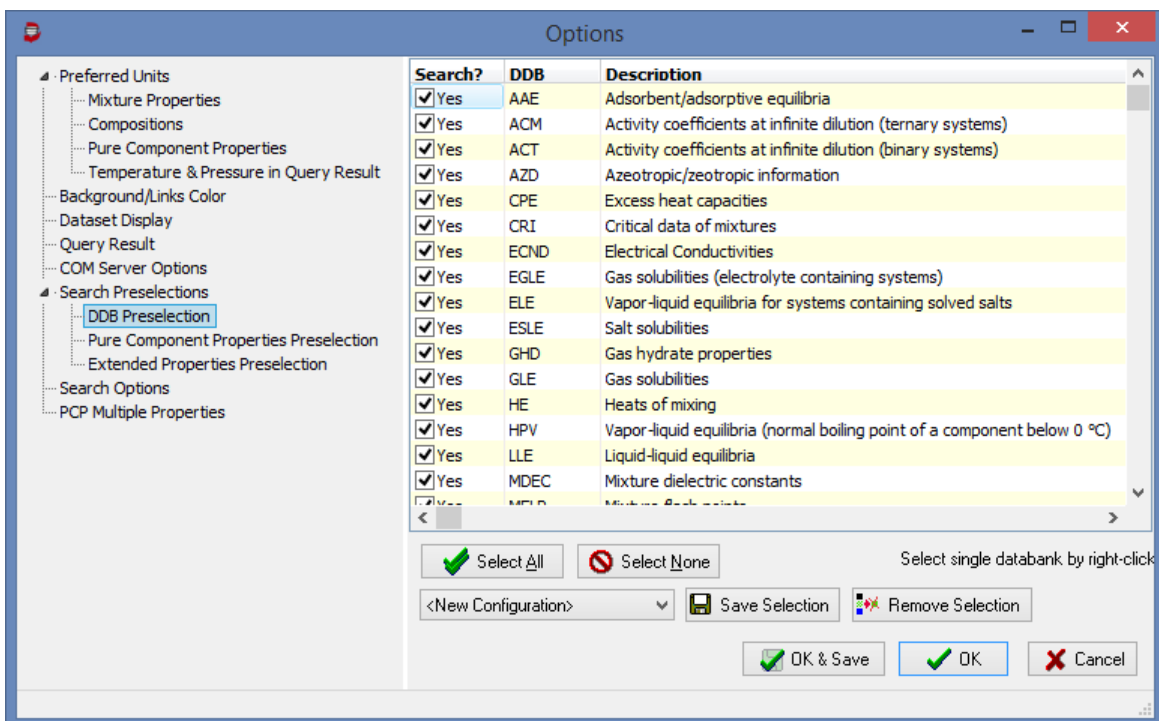 Options
Preferred Units
Mixture Properties
Compositions
Pure Component Properties
Temperature & Pressure in Query Result
Background/Links Color
Dataset Display
Query Result
COM Server Options
Search Preselections
DDB Preselection
Pure Component Properties Preselection
Extended Properties Preselection
Search Options
PCP Multiple Properties
Search? DDB Description
Yes AAE Adsorbent/adsorptive equilibria
Yes ACM Activity coefficients at infinite dilution (ternary systems)
Yes ACT Activity coefficients at infinite dilution (binary systems)
Yes AZD Azeotropic/zeotropic information
Yes CPE Excess heat capacities
Yes CRI Critical data of mixtures
Yes ECND Electrical Conductivities
Yes EGLE Gas solubilities (electrolyte containing systems)
Yes ELE Vapor-liquid equilibria for systems containing solved salts
Yes ESLE Salt solubilities
Yes GHD Gas hydrate properties
Yes GLE Gas solubilities
Yes HE Heats of mixing
Yes HPV Vapor-liquid equilibria (normal boiling point of a component below 0 °C)
Yes LLE Liquid-liquid equilibria
Yes MDEC Mixture dielectric constants
Yes MFLP Mixture flash points
Select All Select None Select single databank by right-click
<New Configuration> Save Selection Remove Selection
OK & Save OK Cancel